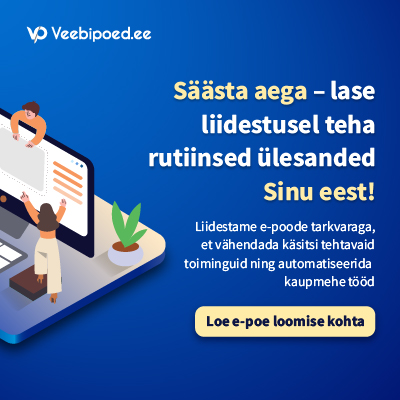 Veebipoed.ee
Säästa aega – lase
liidestusel teha
rutiinsed ülesanded
Sinu eest!
Liidestame e-poode tarkvaraga,
et vähendada käsitsi tehtavaid
toiminguid ning automatiseerida
kaupmehe tööd
Loe e-poe loomise kohta